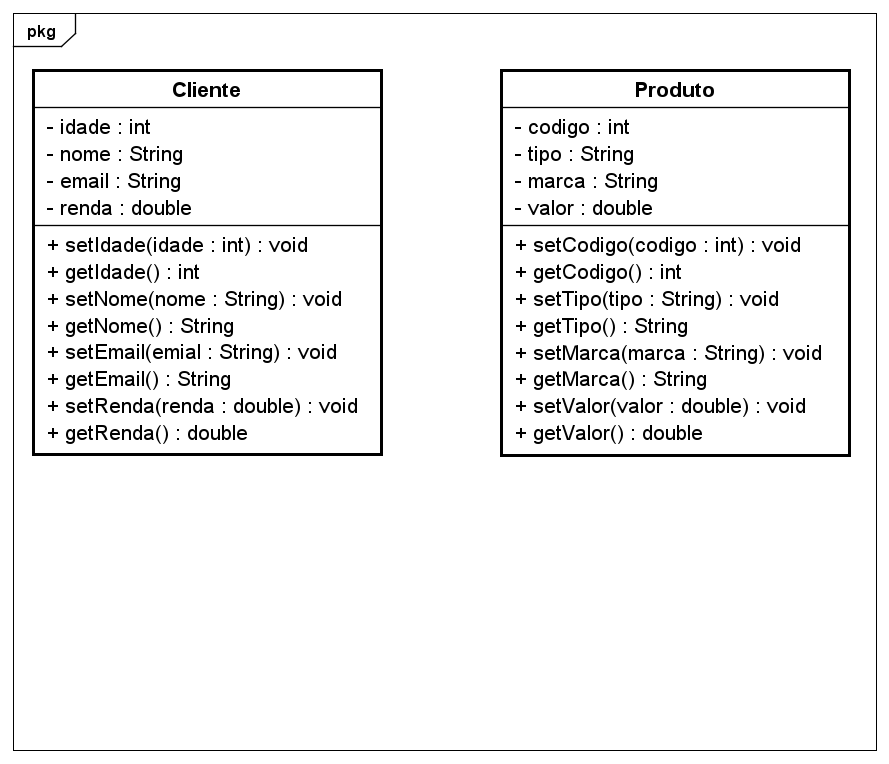 pkg
Cliente
- idade : int
- nome : String
- email : String
- renda : double
+ setIdade(idade : int) : void
+ getIdade() : int
+ setNome(nome : String) : void
+ getNome() : String
+ setEmail(emial : String) : void
+ getEmail() : String
+ setRenda(renda : double) : void
+ getRenda() : double
Produto
- codigo : int
- tipo : String
- marca : String
- valor : double
+ setCodigo(codigo : int) : void
+ getCodigo() : int
+ setTipo(tipo : String) : void
+ getTipo() : String
+ setMarca(marca : String) : void
+ getMarca() : String
+ setValor(valor : double) : void
+ getValor() : double